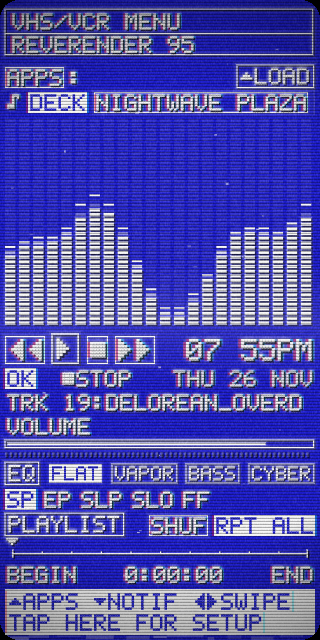 VHS/VCR MENU
REVERENDER 95
APPS: LOAD
DECK NIGHTWAVE PLAZA
07 55PM
OK STOP THU 26 NOV
TRK 19:DELOREAN_OVERD
VOLUME
EQ FLAT VAPOR BASS CYBER
SP EP SLP SLO FF
PLAYLIST SHUF RPT ALL
BEGIN 0:00:00 END
APPS NOTIF SWIPE
TAP HERE FOR SETUP